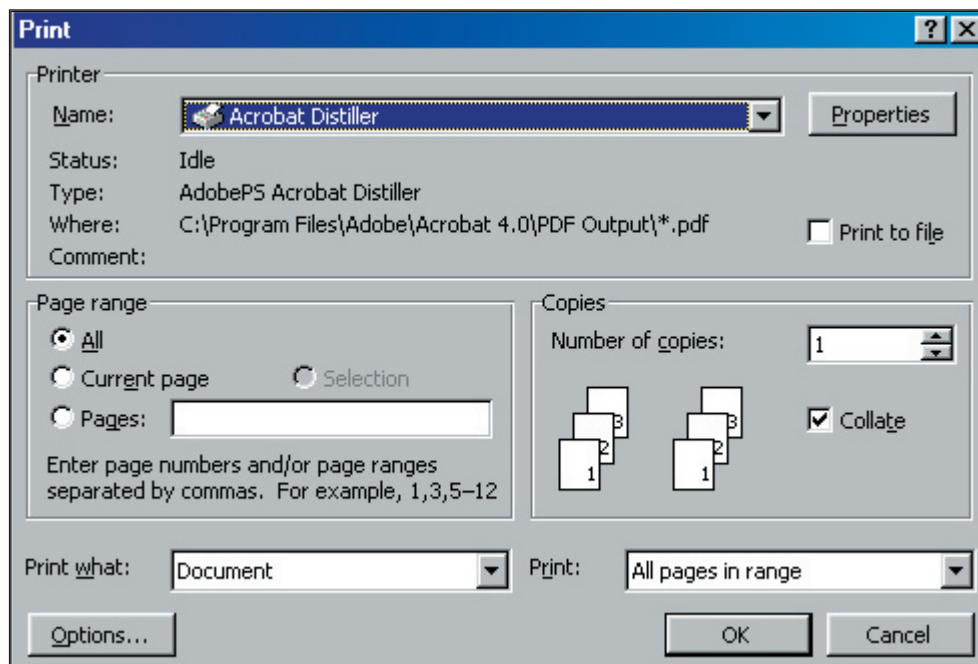 Print
Printer
Name: Acrobat Distiller Properties
Status: Idle
Type: AdobePS Acrobat Distiller
Where: C:\Program Files\Adobe\Acrobat 4.0\PDF Output\*.pdf Print to file
Comment:
Page range
All
Current page Selection
Pages:
Enter page numbers and/or page ranges
separated by commas. For example, 1,3,5–12
Copies
Number of copies: 1
3 3
2 2
1 1
Collate
Print what: Document Print: All pages in range
Options... OK Cancel